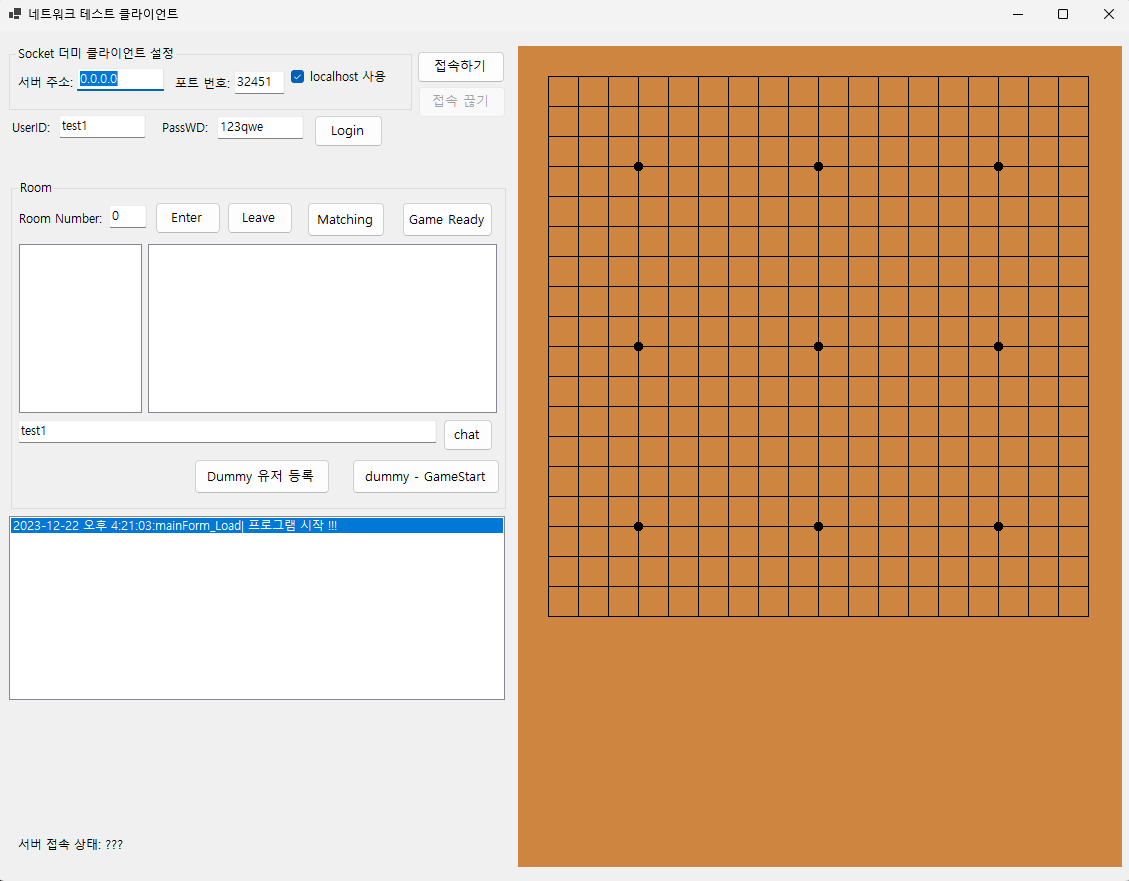 네트워크 테스트 클라이언트
Socket 더미 클라이언트 설정
서버 주소: 0.0.0.0 포트 번호: 32451 localhost 사용
접속하기
접속 끊기
UserID: test1 PassWD: 123qwe Login
Room
Room Number: 0 Enter Leave Matching Game Ready
test1 chat
Dummy 유저 등록 dummy - GameStart
2023-12-22 오후 4:21:03:mainForm_Load| 프로그램 시작 !!!
서버 접속 상태: ???